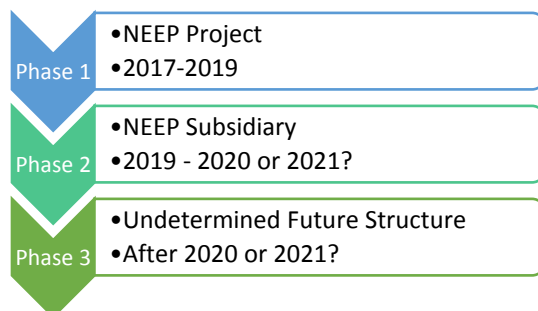 Phase 1
•NEEP Project
•2017-2019
Phase 2
•NEEP Subsidiary
•2019 - 2020 or 2021?
Phase 3
•Undetermined Future Structure
•After 2020 or 2021?